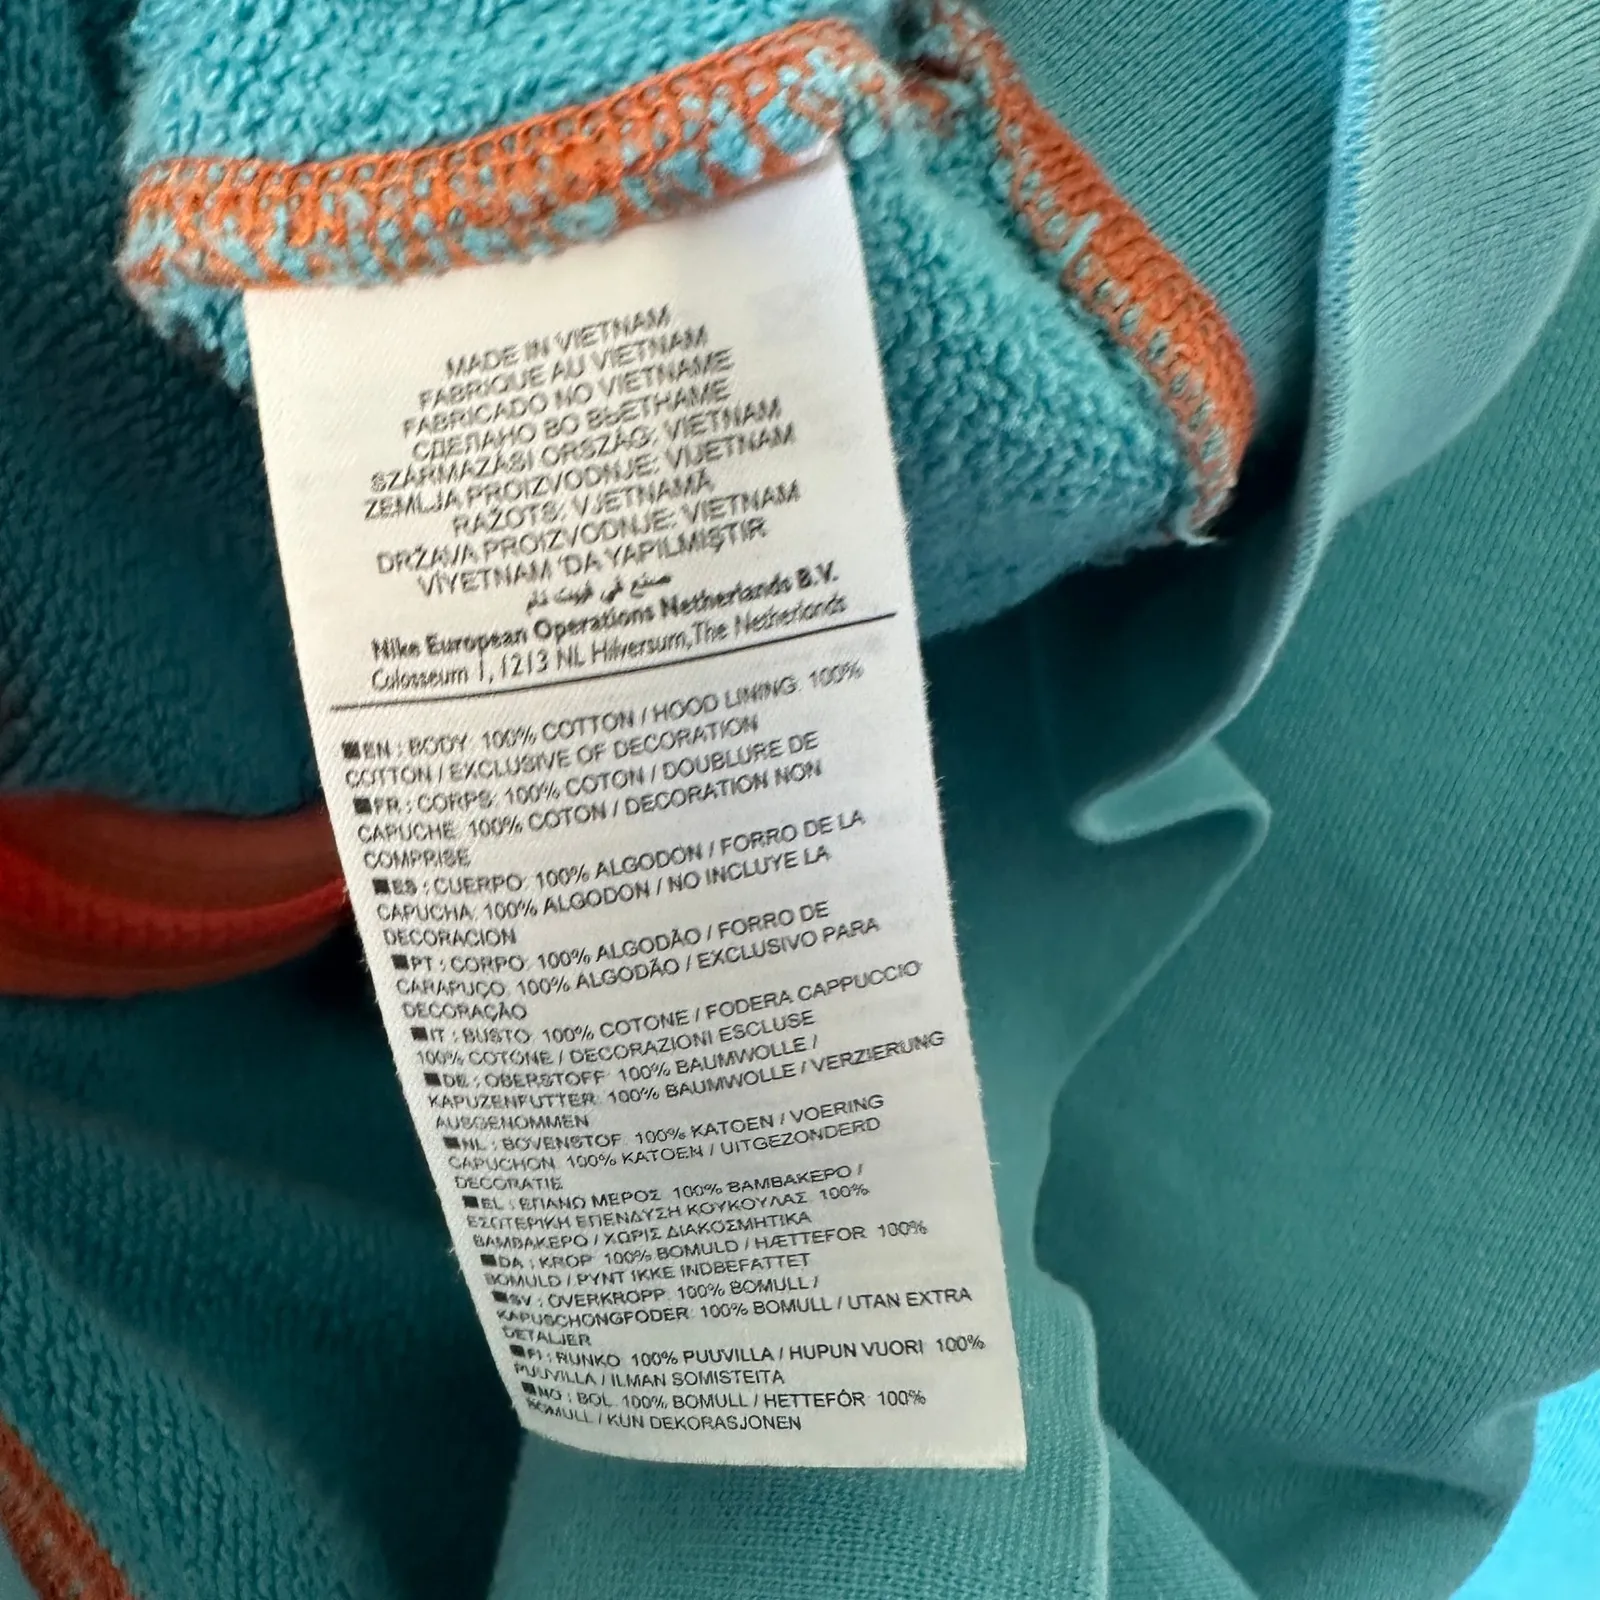 MADE IN VIETNAM
FABRIQUE AU VIETNAM
FABRICADO NO VIETNAME
СДЕЛАНО ВО ВЬЕТНАМЕ
SZÁRMAZÁSI ORSZÁG: VIETNAM
ZEMLJA PROIZVODNJE: VIJETNAM
RAŽOTS: VJETNAMĀ
DRŽAVA PROIZVODNJE: VIETNAM
VİYETNAM 'DA YAPILMIŞTIR
صنع في فيت نام
Nike European Operations Netherlands B.V.
Colosseum 1, 1213 NL Hilversum,The Netherlands
■EN : BODY: 100% COTTON / HOOD LINING: 100%
COTTON / EXCLUSIVE OF DECORATION
■FR : CORPS: 100% COTON / DOUBLURE DE
CAPUCHE: 100% COTON / DECORATION NON
COMPRISE
■ES : CUERPO: 100% ALGODON / FORRO DE LA
CAPUCHA: 100% ALGODON / NO INCLUYE LA
DECORACION
■PT : CORPO: 100% ALGODÃO / FORRO DE
CARAPUÇO: 100% ALGODÃO / EXCLUSIVO PARA
DECORAÇÃO
■IT : BUSTO: 100% COTONE / FODERA CAPPUCCIO
100% COTONE / DECORAZIONI ESCLUSE
■DE : OBERSTOFF: 100% BAUMWOLLE /
KAPUZENFUTTER: 100% BAUMWOLLE / VERZIERUNG
AUSGENOMMEN
■NL : BOVENSTOF: 100% KATOEN / VOERING
CAPUCHON: 100% KATOEN / UITGEZONDERD
DECORATIE
■EL : ΕΠΑΝΩ ΜΕΡΟΣ: 100% ΒΑΜΒΑΚΕΡΟ /
ΕΣΩΤΕΡΙΚΗ ΕΠΕΝΔΥΣΗ ΚΟΥΚΟΥΛΑΣ: 100%
ΒΑΜΒΑΚΕΡΟ / ΧΩΡΙΣ ΔΙΑΚΟΣΜΗΤΙΚΑ
■DA : KROP: 100% BOMULD / HÆTTEFOR: 100%
BOMULD / PYNT IKKE INDBEFATTET
■SV : OVERKROPP: 100% BOMULL /
KAPUSCHONGFODER: 100% BOMULL / UTAN EXTRA
DETALJER
■FI : RUNKO: 100% PUUVILLA / HUPUN VUORI: 100%
PUUVILLA / ILMAN SOMISTEITA
■NO : BOL: 100% BOMULL / HETTEFÓR: 100%
BOMULL / KUN DEKORASJONEN